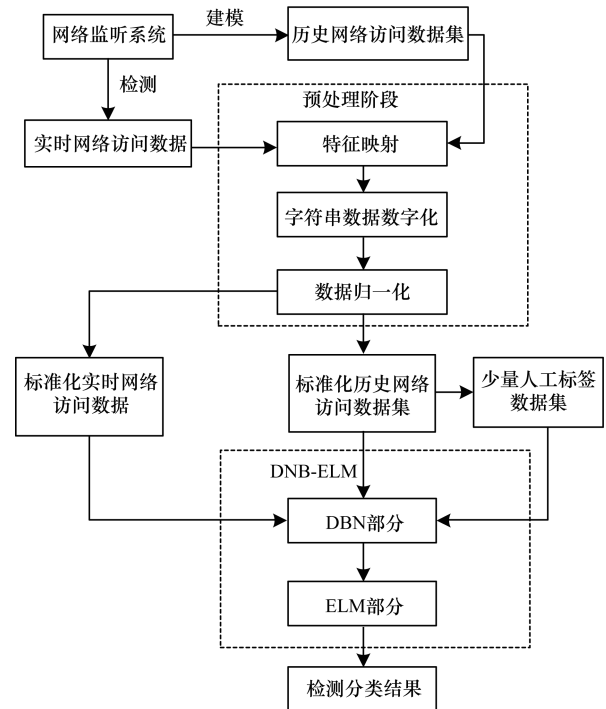 网络监听系统
建模
历史网络访问数据集
检测
预处理阶段
实时网络访问数据
特征映射
字符串数据数字化
数据归一化
标准化实时网络
访问数据
标准化历史网络
访问数据集
少量人工标签
数据集
DNB-ELM
DBN部分
ELM部分
检测分类结果